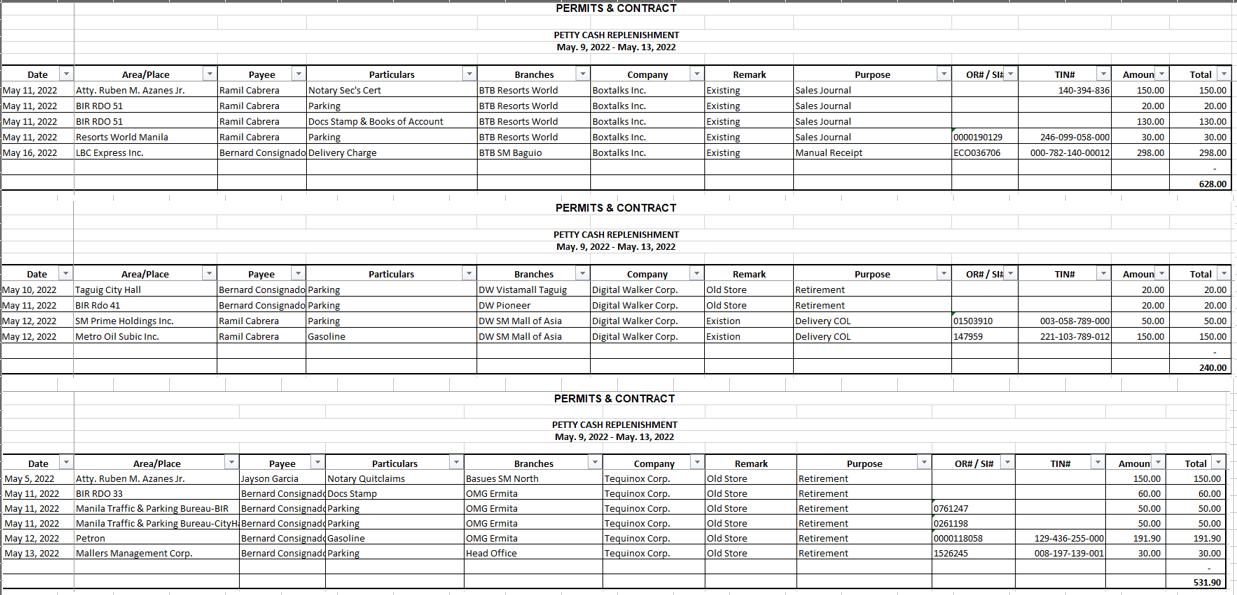 PERMITS & CONTRACT
PETTY CASH REPLENISHMENT
May. 9, 2022 - May. 13, 2022
Date Area/Place Payee Particulars Branches Company Remark Purpose OR# / SI# TIN# Amoun Total
May 11, 2022 Atty. Ruben M. Azanes Jr. Ramil Cabrera Notary Sec's Cert BTB Resorts World Boxtalks Inc. Existing Sales Journal 140-394-836 150.00 150.00
May 11, 2022 BIR RDO 51 Ramil Cabrera Parking BTB Resorts World Boxtalks Inc. Existing Sales Journal 20.00 20.00
May 11, 2022 BIR RDO 51 Ramil Cabrera Docs Stamp & Books of Account BTB Resorts World Boxtalks Inc. Existing Sales Journal 130.00 130.00
May 11, 2022 Resorts World Manila Ramil Cabrera Parking BTB Resorts World Boxtalks Inc. Existing Sales Journal 0000190129 246-099-058-000 30.00 30.00
May 16, 2022 LBC Express Inc. Bernard Consignado Delivery Charge BTB SM Baguio Boxtalks Inc. Existing Manual Receipt ECO036706 000-782-140-00012 298.00 298.00
-
628.00
PERMITS & CONTRACT
PETTY CASH REPLENISHMENT
May. 9, 2022 - May. 13, 2022
Date Area/Place Payee Particulars Branches Company Remark Purpose OR# / SI# TIN# Amoun Total
May 10, 2022 Taguig City Hall Bernard Consignado Parking DW Vistamall Taguig Digital Walker Corp. Old Store Retirement 20.00 20.00
May 11, 2022 BIR Rdo 41 Bernard Consignado Parking DW Pioneer Digital Walker Corp. Old Store Retirement 20.00 20.00
May 12, 2022 SM Prime Holdings Inc. Ramil Cabrera Parking DW SM Mall of Asia Digital Walker Corp. Existion Delivery COL 01503910 003-058-789-000 50.00 50.00
May 12, 2022 Metro Oil Subic Inc. Ramil Cabrera Gasoline DW SM Mall of Asia Digital Walker Corp. Existion Delivery COL 147959 221-103-789-012 150.00 150.00
-
240.00
PERMITS & CONTRACT
PETTY CASH REPLENISHMENT
May. 9, 2022 - May. 13, 2022
Date Area/Place Payee Particulars Branches Company Remark Purpose OR# / SI# TIN# Amoun Total
May 5, 2022 Atty. Ruben M. Azanes Jr. Jayson Garcia Notary Quitclaims Basues SM North Tequinox Corp. Old Store Retirement 150.00 150.00
May 11, 2022 BIR RDO 33 Bernard Consignado Docs Stamp OMG Ermita Tequinox Corp. Old Store Retirement 60.00 60.00
May 11, 2022 Manila Traffic & Parking Bureau-BIR Bernard Consignado Parking OMG Ermita Tequinox Corp. Old Store Retirement 0761247 50.00 50.00
May 11, 2022 Manila Traffic & Parking Bureau-CityHa Bernard Consignado Parking OMG Ermita Tequinox Corp. Old Store Retirement 0261198 50.00 50.00
May 12, 2022 Petron Bernard Consignado Gasoline OMG Ermita Tequinox Corp. Old Store Retirement 0000118058 129-436-255-000 191.90 191.90
May 13, 2022 Mallers Management Corp. Bernard Consignado Parking Head Office Tequinox Corp. Old Store Retirement 1526245 008-197-139-001 30.00 30.00
-
531.90